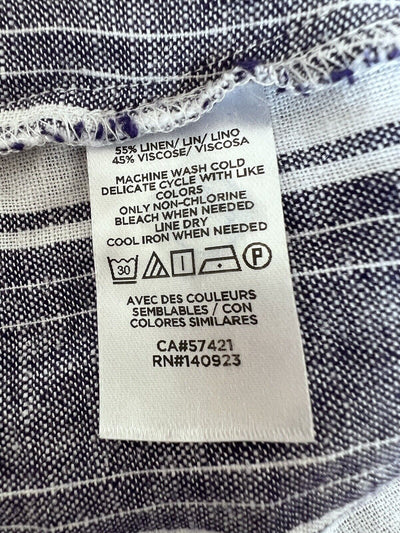 55% LINEN/ LIN/ LINO
45% VISCOSE/ VISCOSA
MACHINE WASH COLD
DELICATE CYCLE WITH LIKE
COLORS
ONLY NON-CHLORINE
BLEACH WHEN NEEDED
LINE DRY
COOL IRON WHEN NEEDED
30 P
AVEC DES COULEURS
SEMBLABLES / CON
COLORES SIMILARES
CA#57421
RN#140923